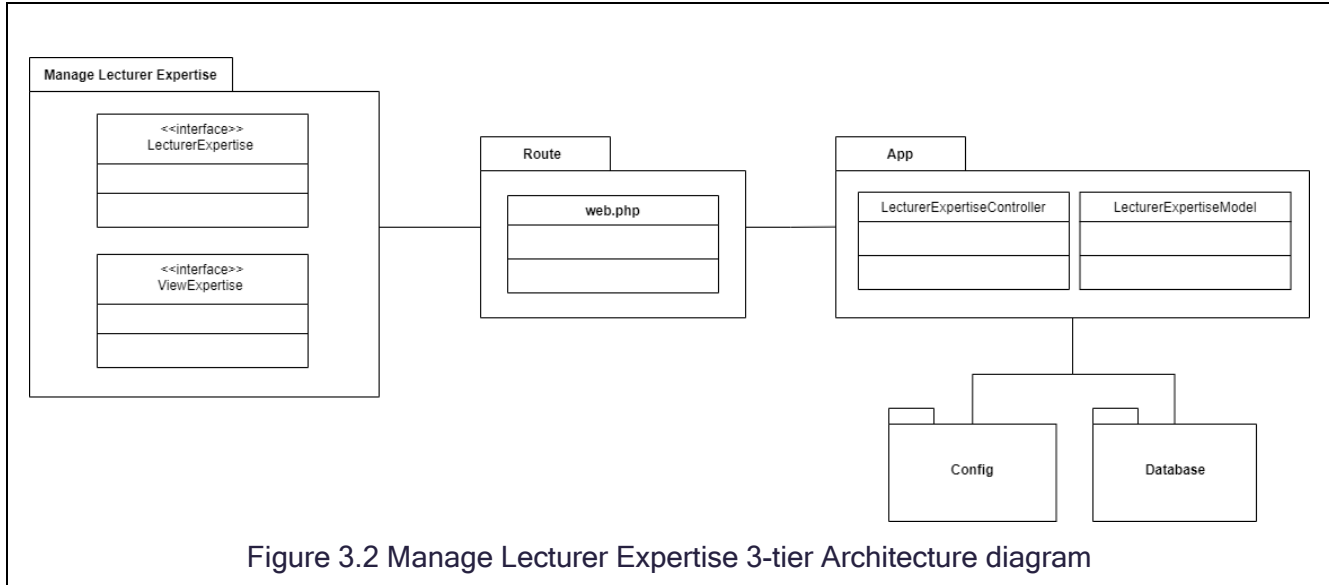 Manage Lecturer Expertise
<<interface>>
LecturerExpertise
<<interface>>
ViewExpertise
Route
web.php
App
LecturerExpertiseController
LecturerExpertiseModel
Config
Database
Figure 3.2 Manage Lecturer Expertise 3-tier Architecture diagram